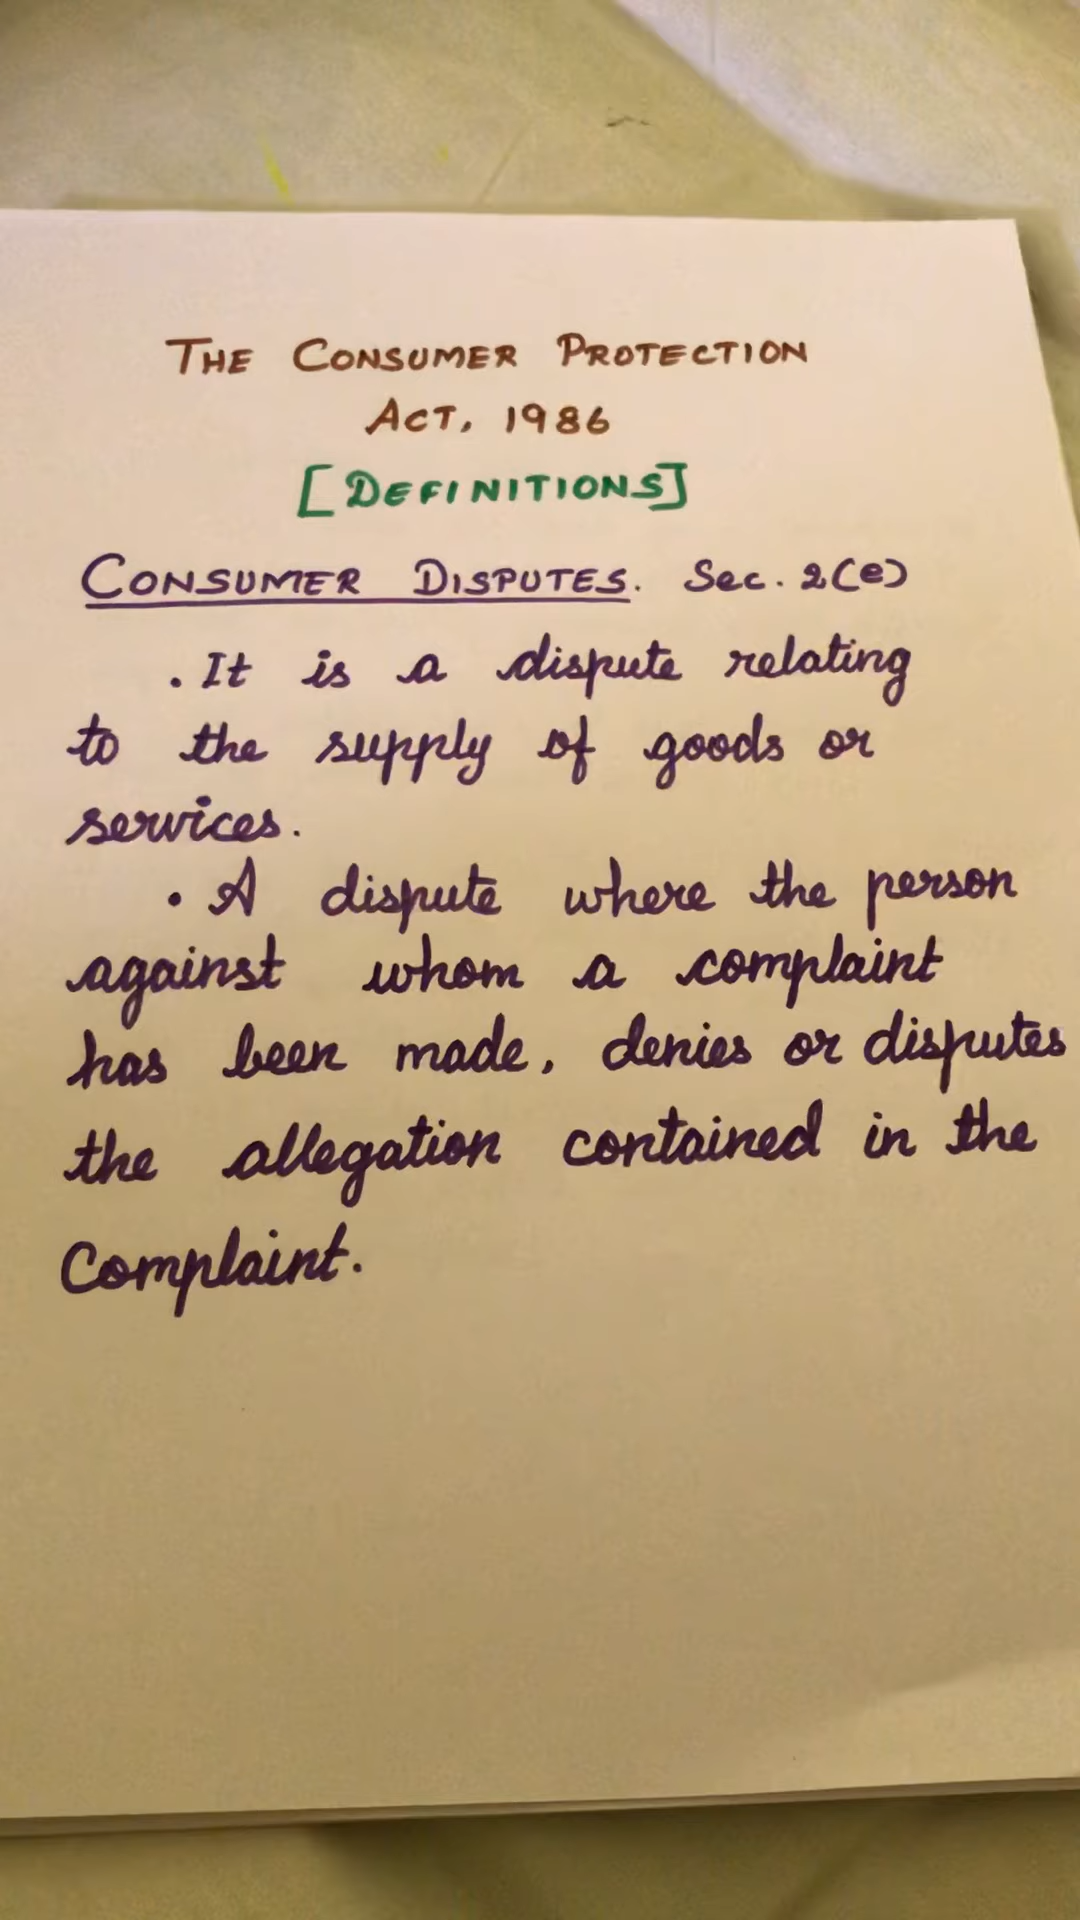 THE CONSUMER PROTECTION
ACT, 1986
[DEFINITIONS]
CONSUMER DISPUTES. Sec. 2(e)
. It is a dispute relating
to the supply of goods or
services.
• A dispute where the person
against whom a complaint
has been made, denies or disputes
the allegation contained in the
Complaint.